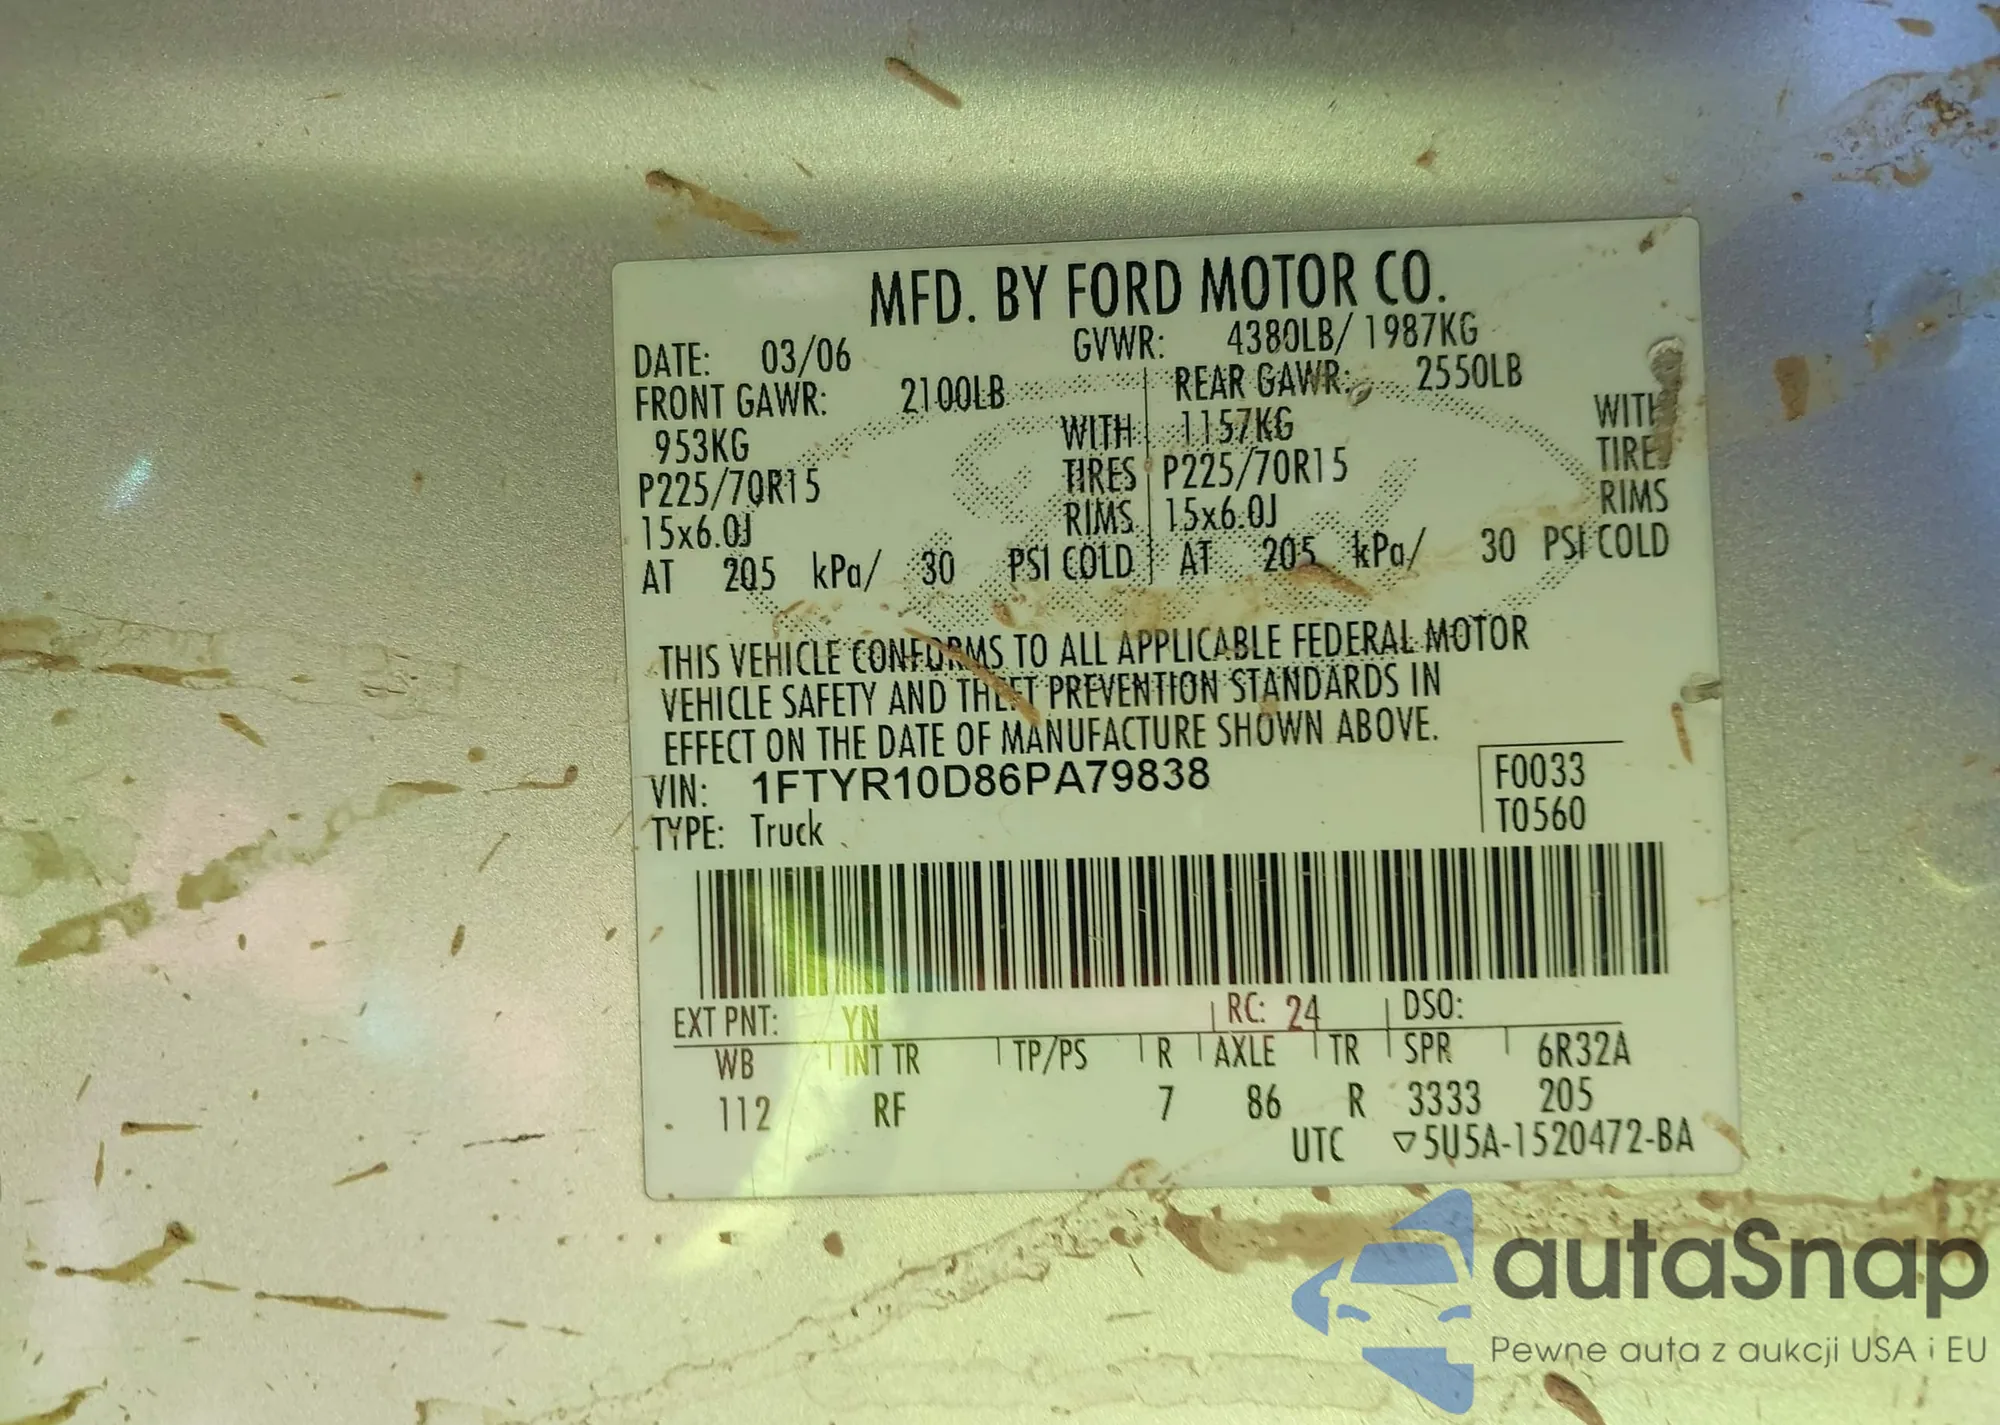 MFD. BY FORD MOTOR CO.
DATE: 03/06 GVWR: 4380LB/ 1987KG
FRONT GAWR: 2100LB REAR GAWR: 2550LB
953KG WITH 1157KG WITH
P225/70R15 TIRES P225/70R15 TIRES
15x6.0J RIMS 15x6.0J RIMS
AT 205 kPa/ 30 PSI COLD AT 205 kPa/ 30 PSI COLD
THIS VEHICLE CONFORMS TO ALL APPLICABLE FEDERAL MOTOR
VEHICLE SAFETY AND THEFT PREVENTION STANDARDS IN
EFFECT ON THE DATE OF MANUFACTURE SHOWN ABOVE.
VIN: 1FTYR10D86PA79838 F0033
TYPE: Truck T0560
EXT PNT: YN RC: 24 DSO:
WB INT TR TP/PS R AXLE TR SPR 6R32A
112 RF 7 86 R 3333 205
UTC ▽5U5A-1520472-BA
autaSnap
Pewne auta z aukcji USA i EU